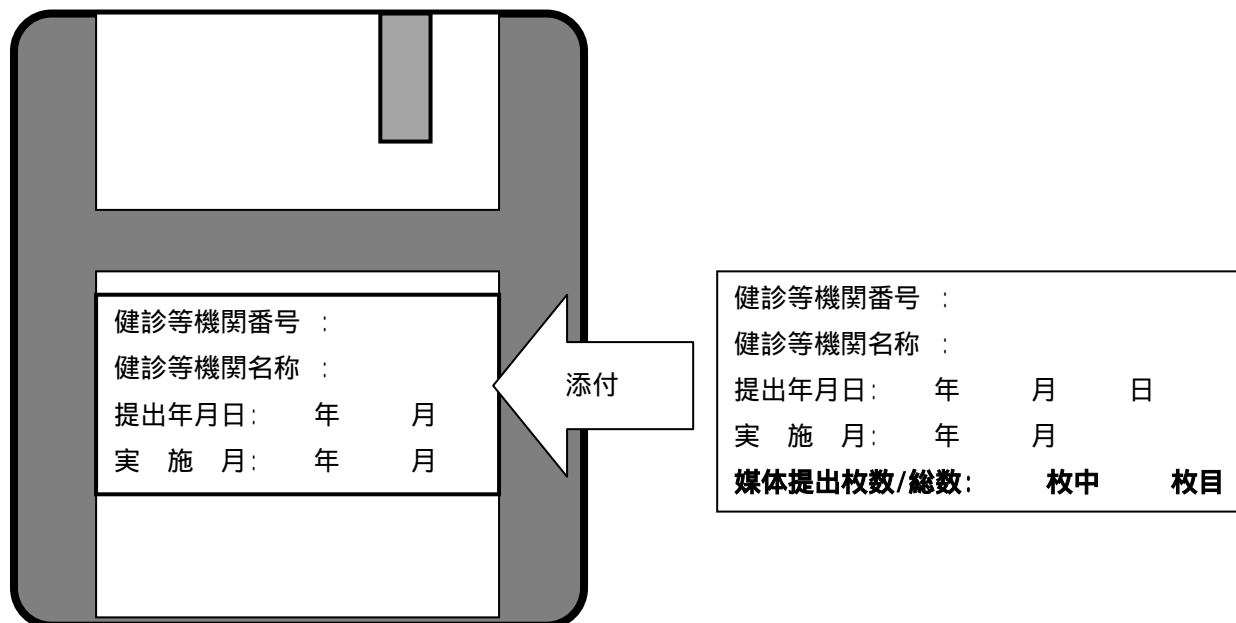 健診等機関番号 :
健診等機関名称 :
提出年月日: 年 月
実 施 月: 年 月
添付
健診等機関番号 :
健診等機関名称 :
提出年月日: 年 月 日
実 施 月: 年 月
媒体提出枚数/総数: 枚中 枚目